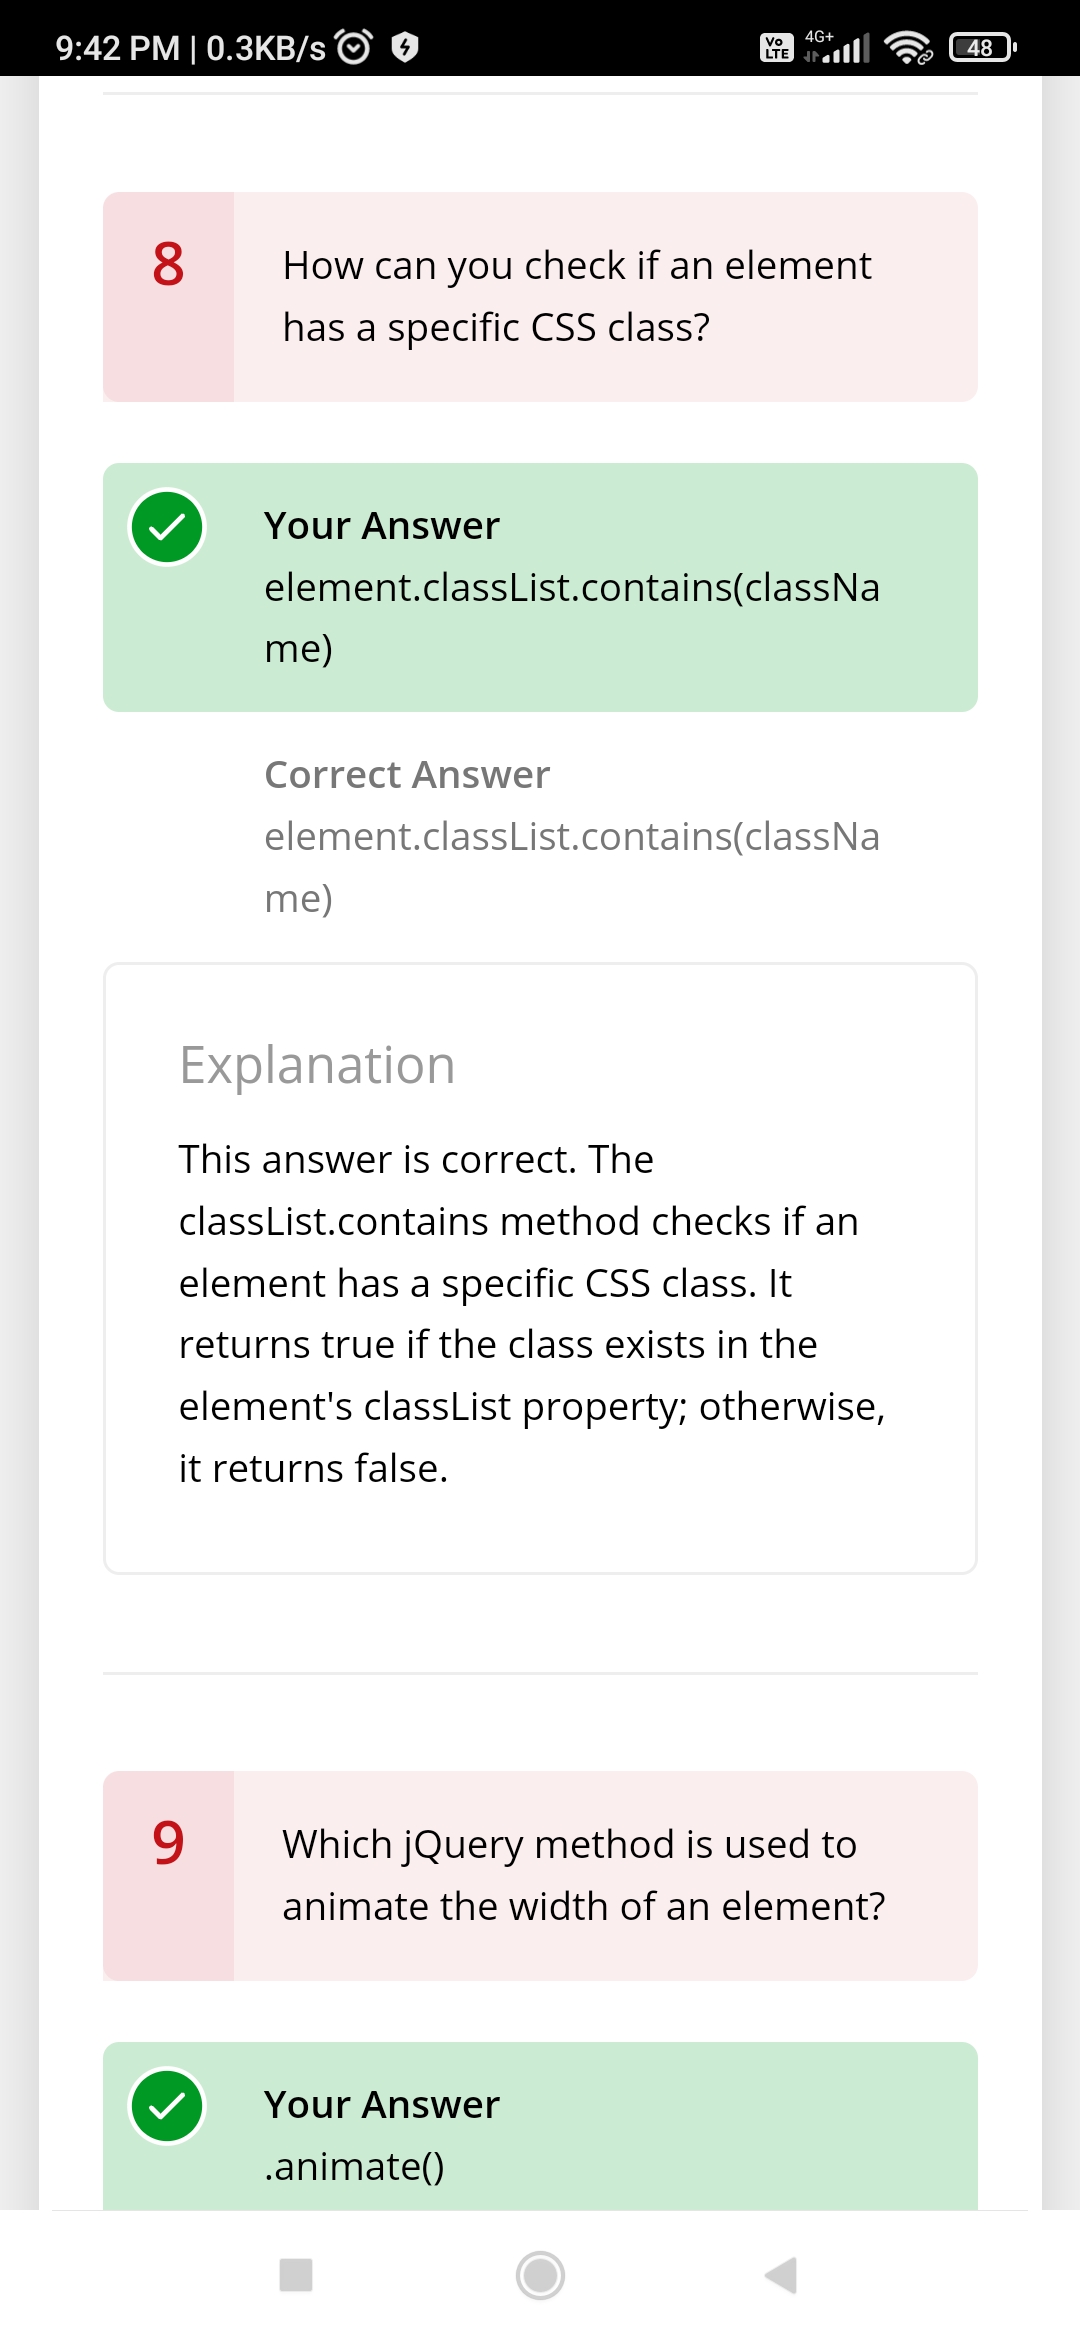 9:42 PM | 0.3KB/s
Vo LTE 4G+ 48
8
How can you check if an element
has a specific CSS class?
Your Answer
element.classList.contains(classNa
me)
Correct Answer
element.classList.contains(classNa
me)
Explanation
This answer is correct. The
classList.contains method checks if an
element has a specific CSS class. It
returns true if the class exists in the
element's classList property; otherwise,
it returns false.
9
Which jQuery method is used to
animate the width of an element?
Your Answer
.animate()